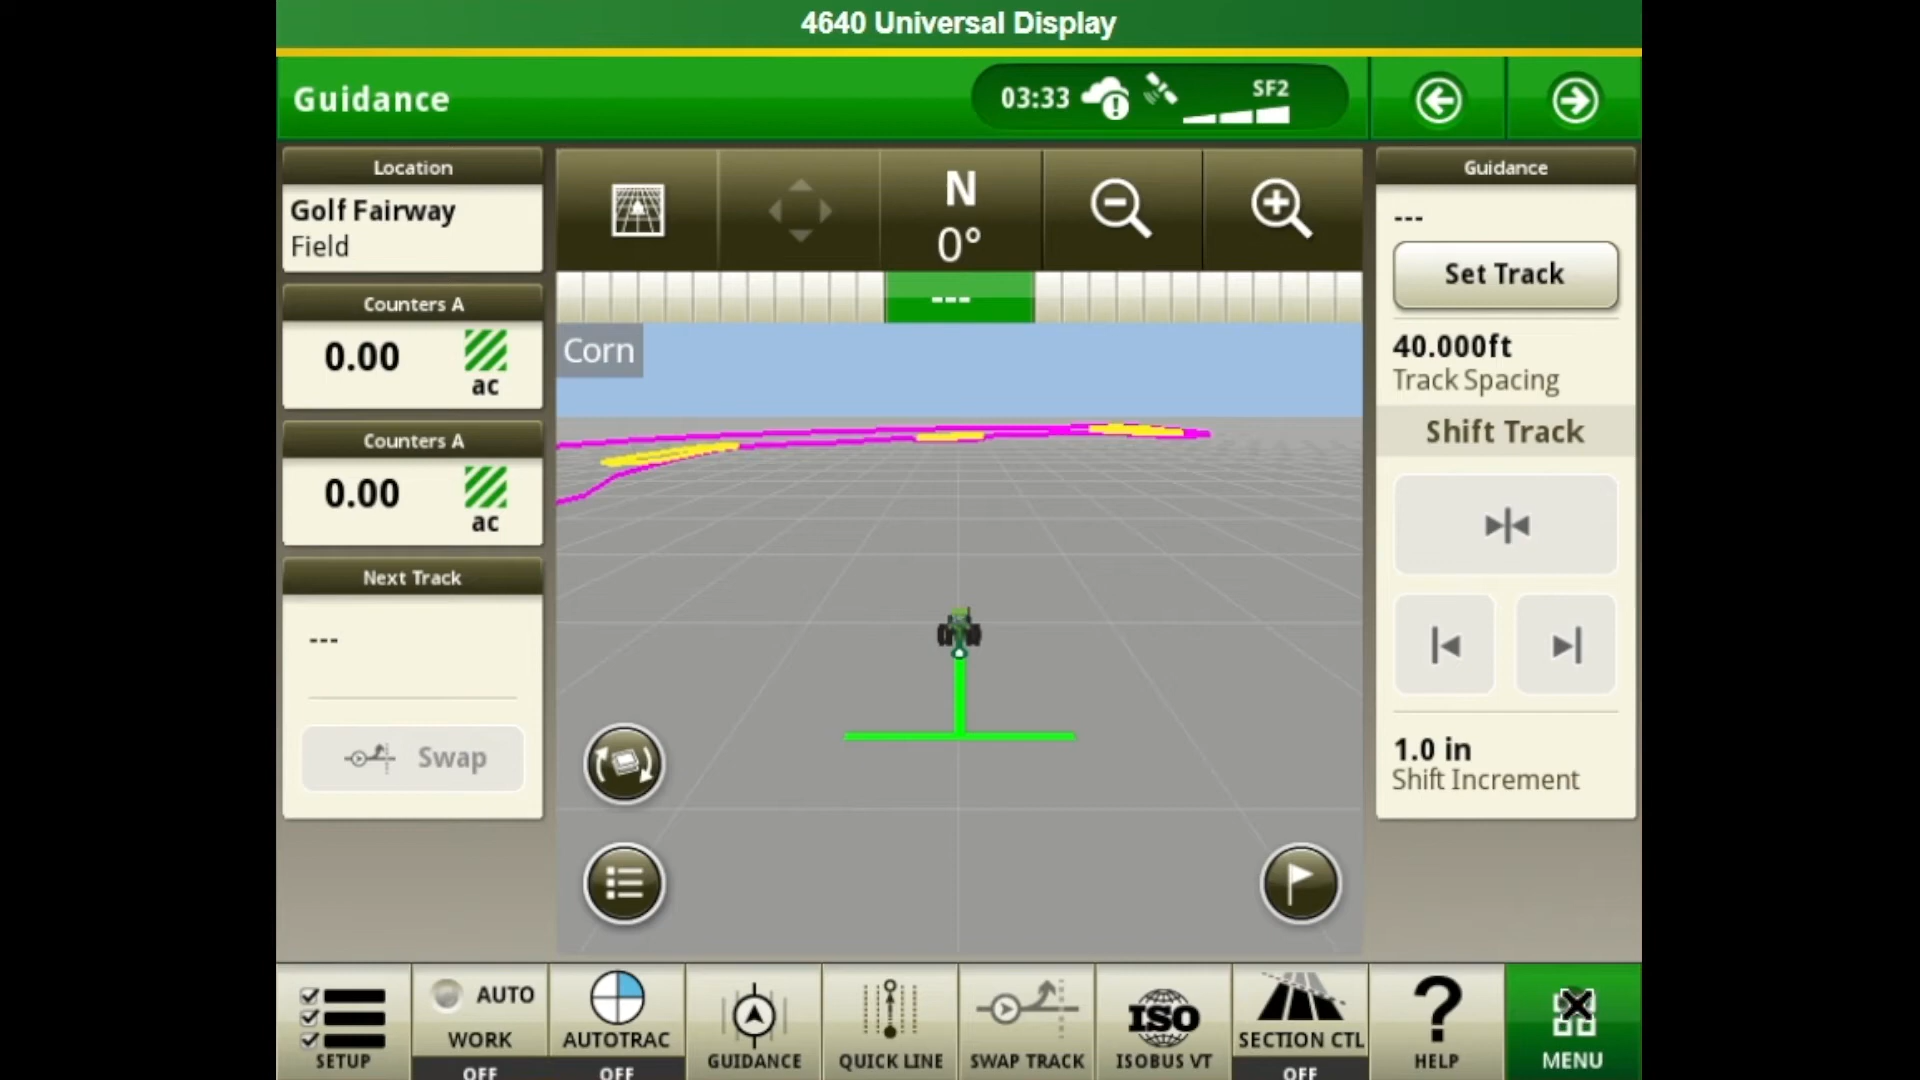 4640 Universal Display
Guidance
03:33
SF2
Location
Golf Fairway
Field
Counters A
0.00
ac
Counters A
0.00
ac
Next Track
---
Swap
N
0°
---
Corn
Guidance
---
Set Track
40.000ft
Track Spacing
Shift Track
1.0 in
Shift Increment
SETUP
AUTO
WORK
OFF
AUTOTRAC
OFF
GUIDANCE
QUICK LINE
SWAP TRACK
ISO
ISOBUS VT
SECTION CTL
OFF
?
HELP
MENU